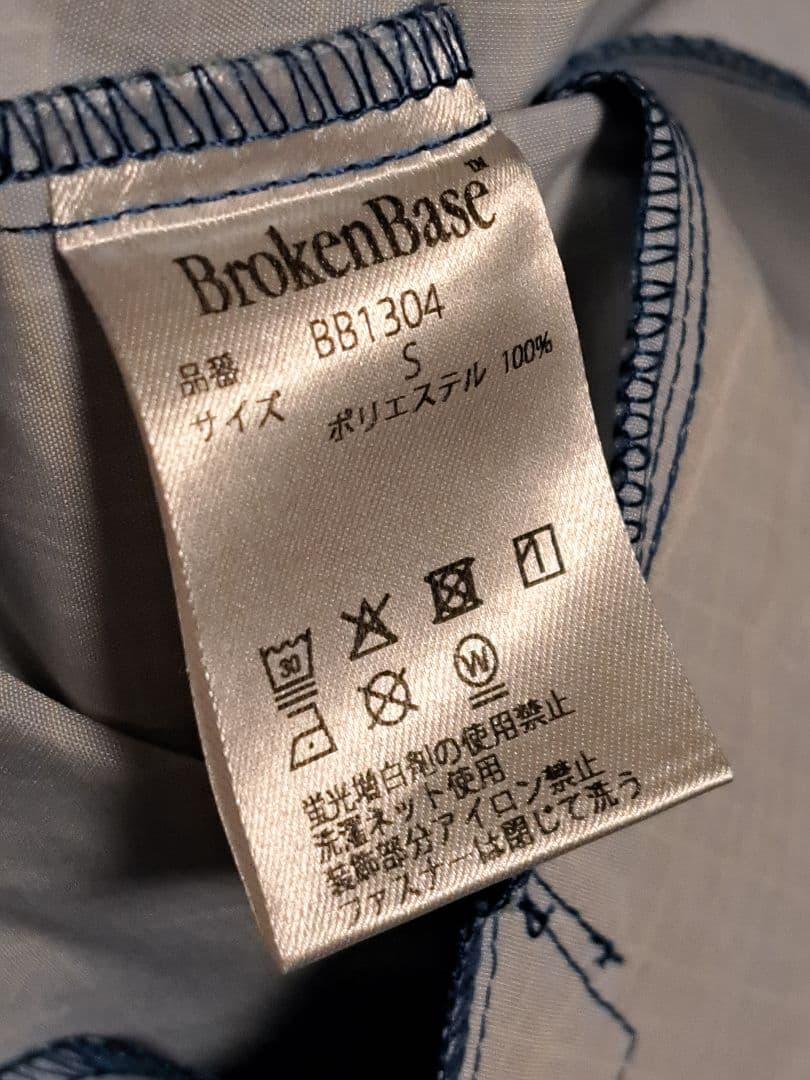 BrokenBase™
品番 BB1304
サイズ S
ポリエステル 100%
30
W
蛍光増白剤の使用禁止
洗濯ネット使用
装飾部分アイロン禁止
ファスナーは閉じて洗う